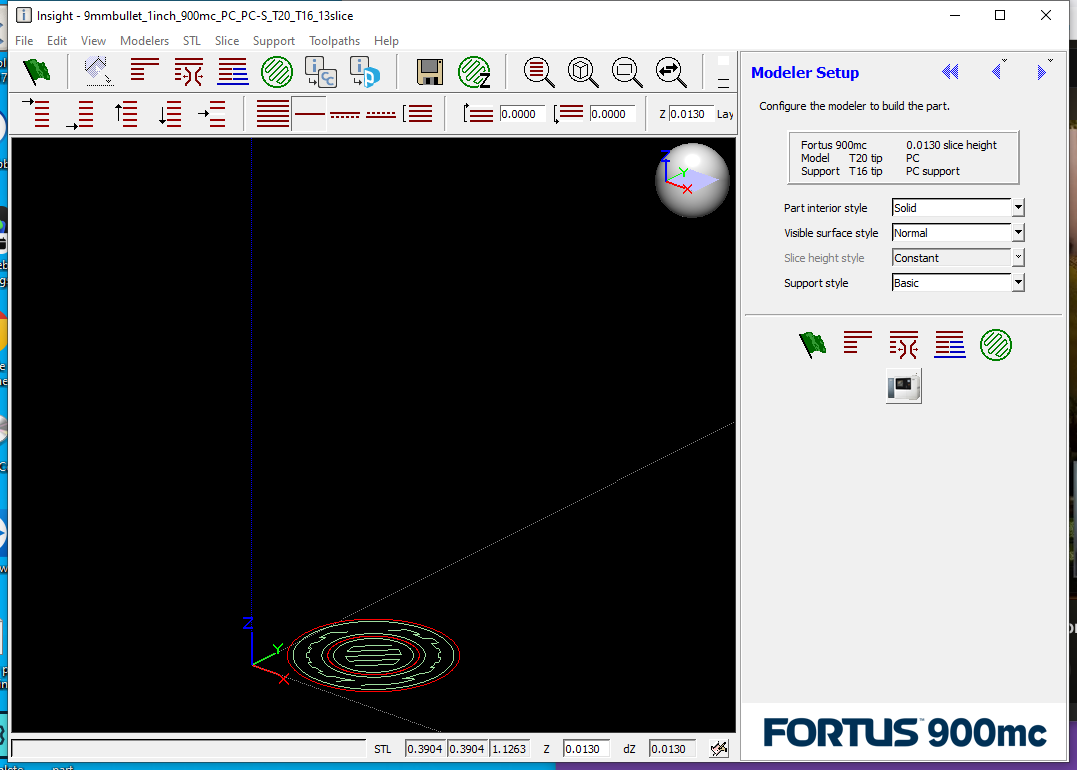 Insight - 9mmbullet_1inch_900mc_PC_PC-S_T20_T16_13slice
File Edit View Modelers STL Slice Support Toolpaths Help
0.0000 0.0000 Z 0.0130 Lay
Z
Y
X
Z
Y
X
STL 0.3904 0.3904 1.1263 Z 0.0130 dZ 0.0130
Modeler Setup
Configure the modeler to build the part.
Fortus 900mc 0.0130 slice height
Model T20 tip PC
Support T16 tip PC support
Part interior style Solid
Visible surface style Normal
Slice height style Constant
Support style Basic
FORTUS™ 900mc